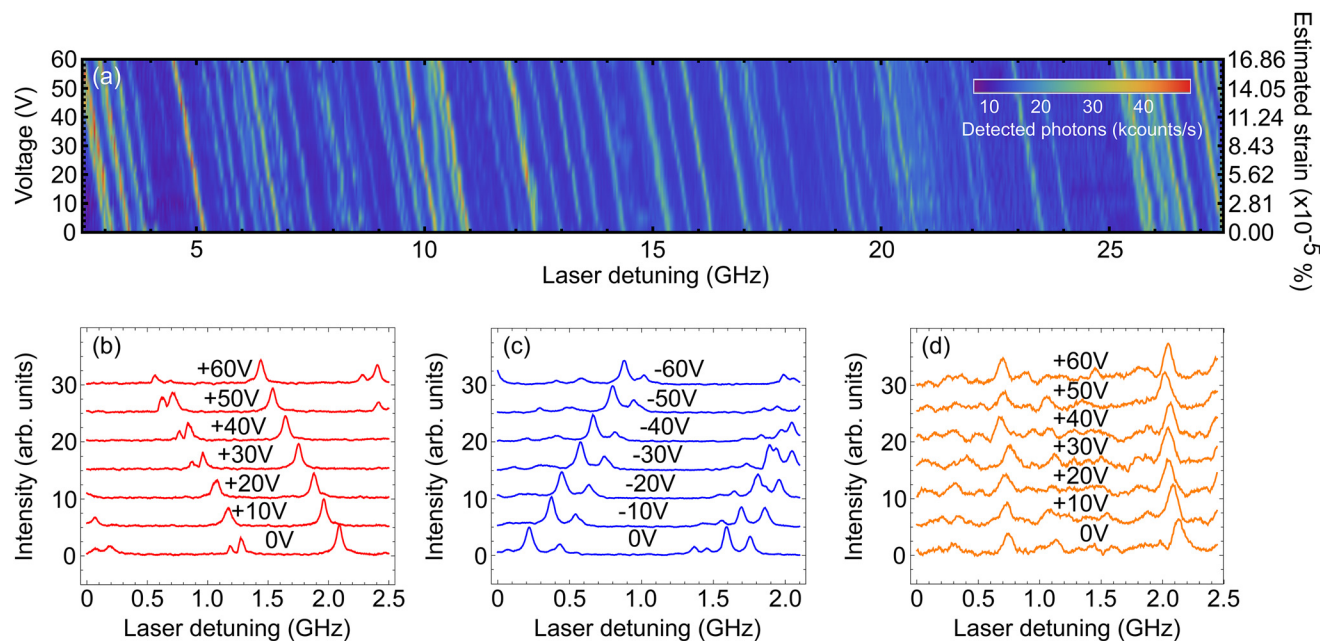 (a)
Voltage (V)
60
50
40
30
20
10
0
5
10
15
20
25
Laser detuning (GHz)
10 20 30 40
Detected photons (kcounts/s)
16.86
14.05
11.24
8.43
5.62
2.81
0.00
Estimated strain (x10⁻⁵ %)
(b)
Intensity (arb. units)
30
20
10
0
+60V
+50V
+40V
+30V
+20V
+10V
0V
0 0.5 1.0 1.5 2.0 2.5
Laser detuning (GHz)
(c)
Intensity (arb. units)
30
20
10
0
-60V
-50V
-40V
-30V
-20V
-10V
0V
0 0.5 1.0 1.5 2.0
Laser detuning (GHz)
(d)
Intensity (arb. units)
30
20
10
0
+60V
+50V
+40V
+30V
+20V
+10V
0V
0 0.5 1.0 1.5 2.0 2.5
Laser detuning (GHz)